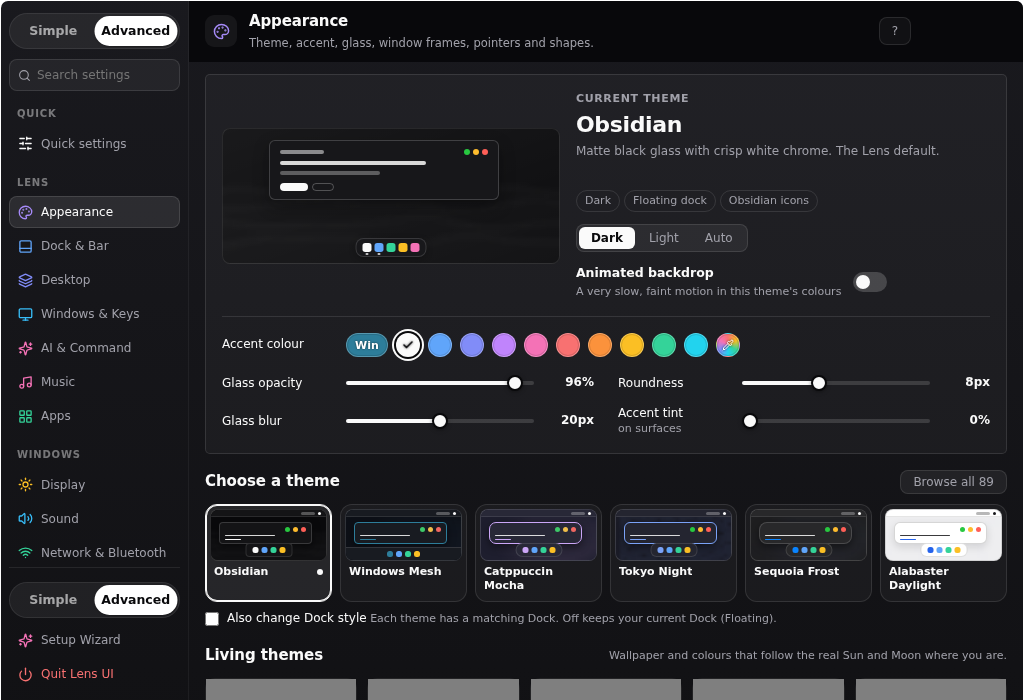 Simple Advanced
Search settings
QUICK
Quick settings
LENS
Appearance
Dock & Bar
Desktop
Windows & Keys
AI & Command
Music
Apps
WINDOWS
Display
Sound
Network & Bluetooth
Simple Advanced
Setup Wizard
Quit Lens UI
Appearance
Theme, accent, glass, window frames, pointers and shapes.
?
CURRENT THEME
Obsidian
Matte black glass with crisp white chrome. The Lens default.
Dark Floating dock Obsidian icons
Dark Light Auto
Animated backdrop
A very slow, faint motion in this theme's colours
Accent colour Win
Glass opacity 96% Roundness 8px
Glass blur 20px Accent tint 0%
on surfaces
Choose a theme Browse all 89
Obsidian
Windows Mesh
Catppuccin
Mocha
Tokyo Night
Sequoia Frost
Alabaster
Daylight
Also change Dock style Each theme has a matching Dock. Off keeps your current Dock (Floating).
Living themes Wallpaper and colours that follow the real Sun and Moon where you are.